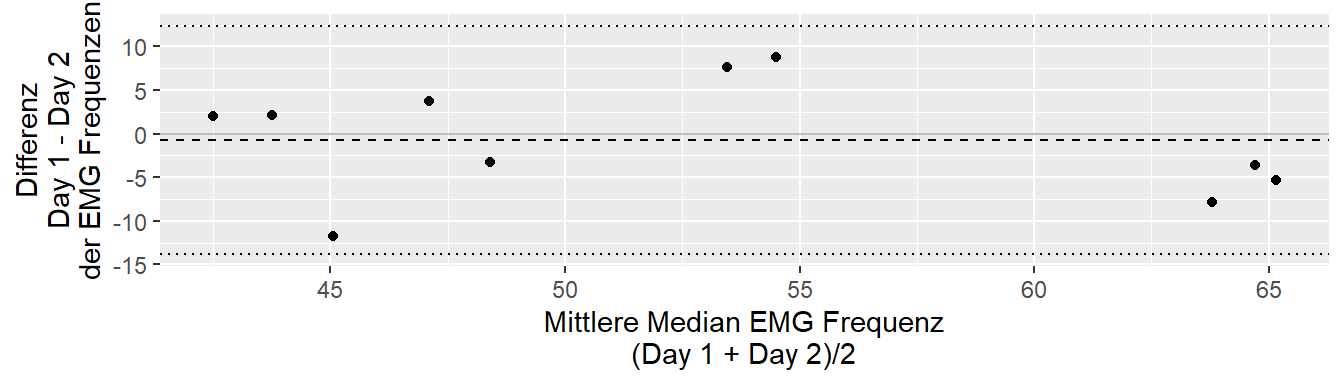 Differenz
Day 1 - Day 2
der EMG Frequenzen
10
5
0
-5
-10
-15
45
50
55
60
65
Mittlere Median EMG Frequenz
(Day 1 + Day 2)/2